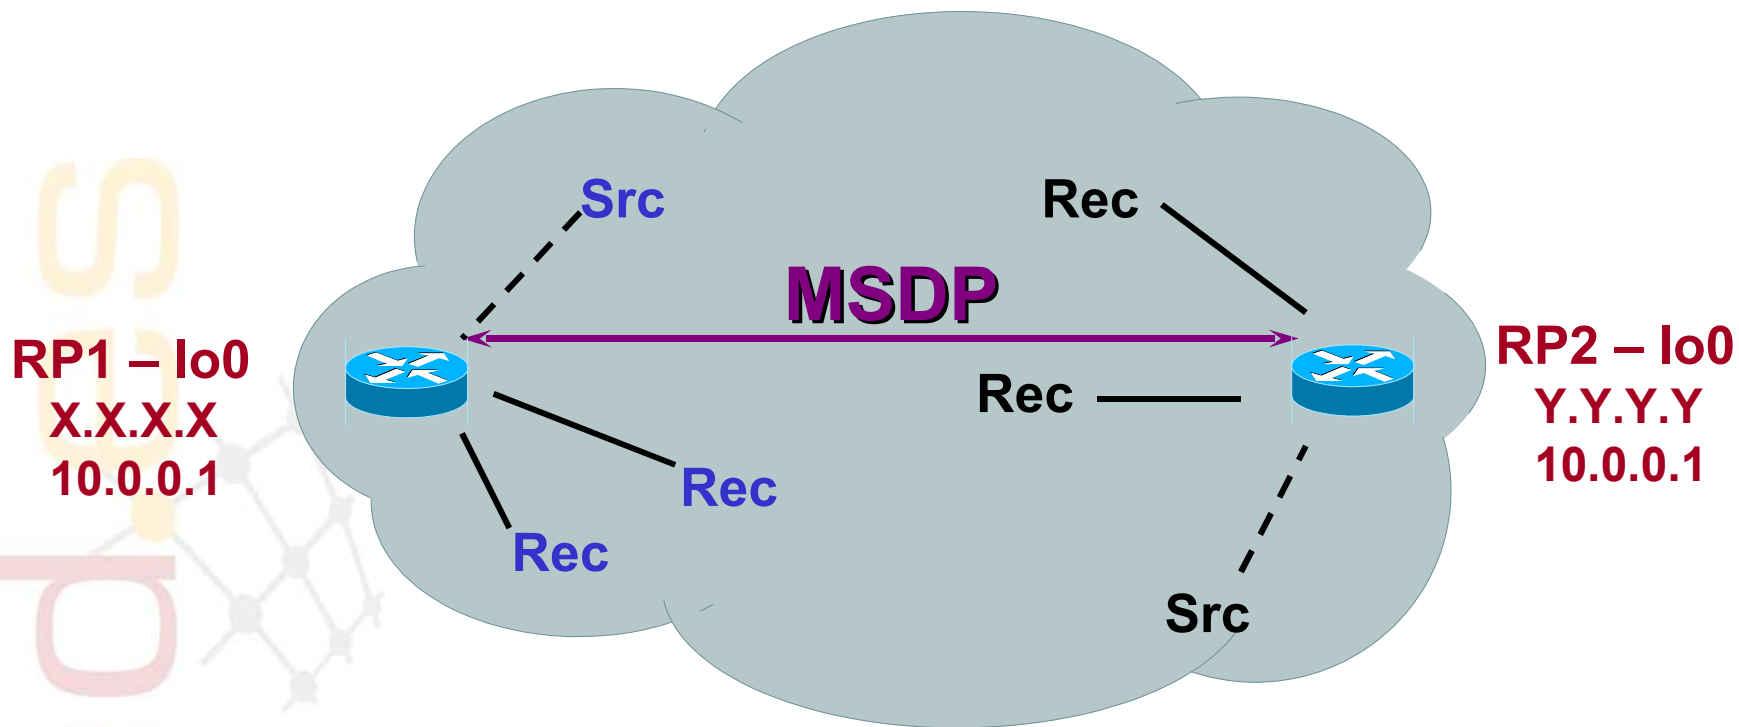 Src
Rec
MSDP
RP1 – lo0
X.X.X.X
10.0.0.1
RP2 – lo0
Y.Y.Y.Y
10.0.0.1
Rec
Rec
Rec
Src